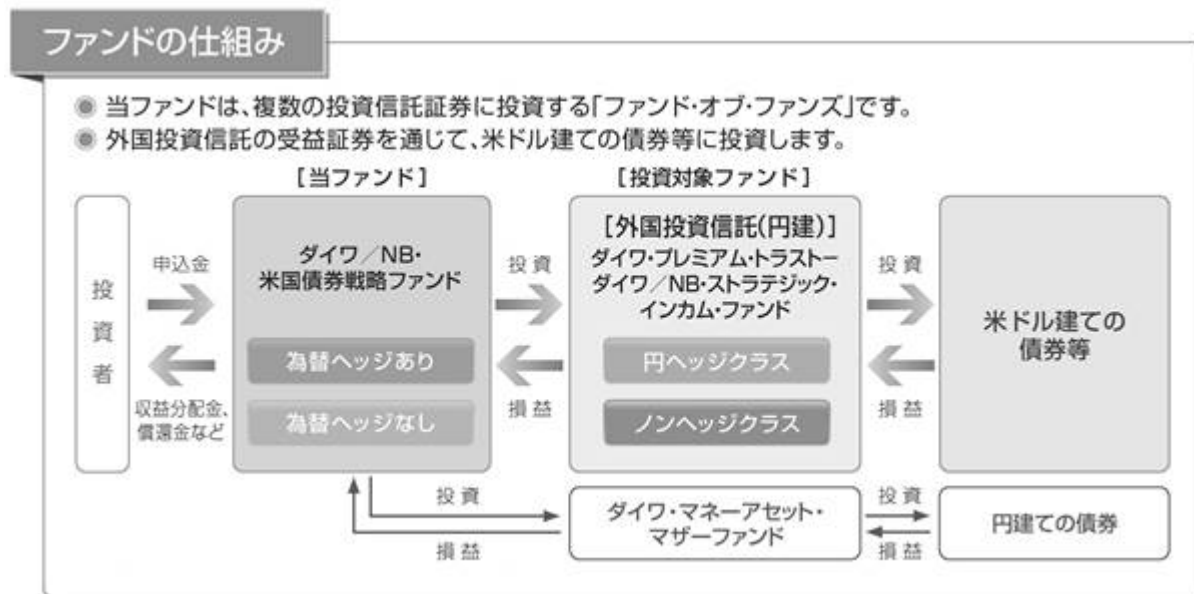 ファンドの仕組み
当ファンドは、複数の投資信託証券に投資する「ファンド・オブ・ファンズ」です。
外国投資信託の受益証券を通じて、米ドル建ての債券等に投資します。
[当ファンド]
[投資対象ファンド]
投資者
申込金
収益分配金、
償還金など
ダイワ／NB・
米国債券戦略ファンド
為替ヘッジあり
為替ヘッジなし
投資
損益
[外国投資信託(円建)]
ダイワ・プレミアム・トラストー
ダイワ／NB・ストラテジック・
インカム・ファンド
円ヘッジクラス
ノンヘッジクラス
投資
損益
米ドル建ての
債券等
投資
損益
ダイワ・マネーアセット・
マザーファンド
投資
損益
円建ての債券